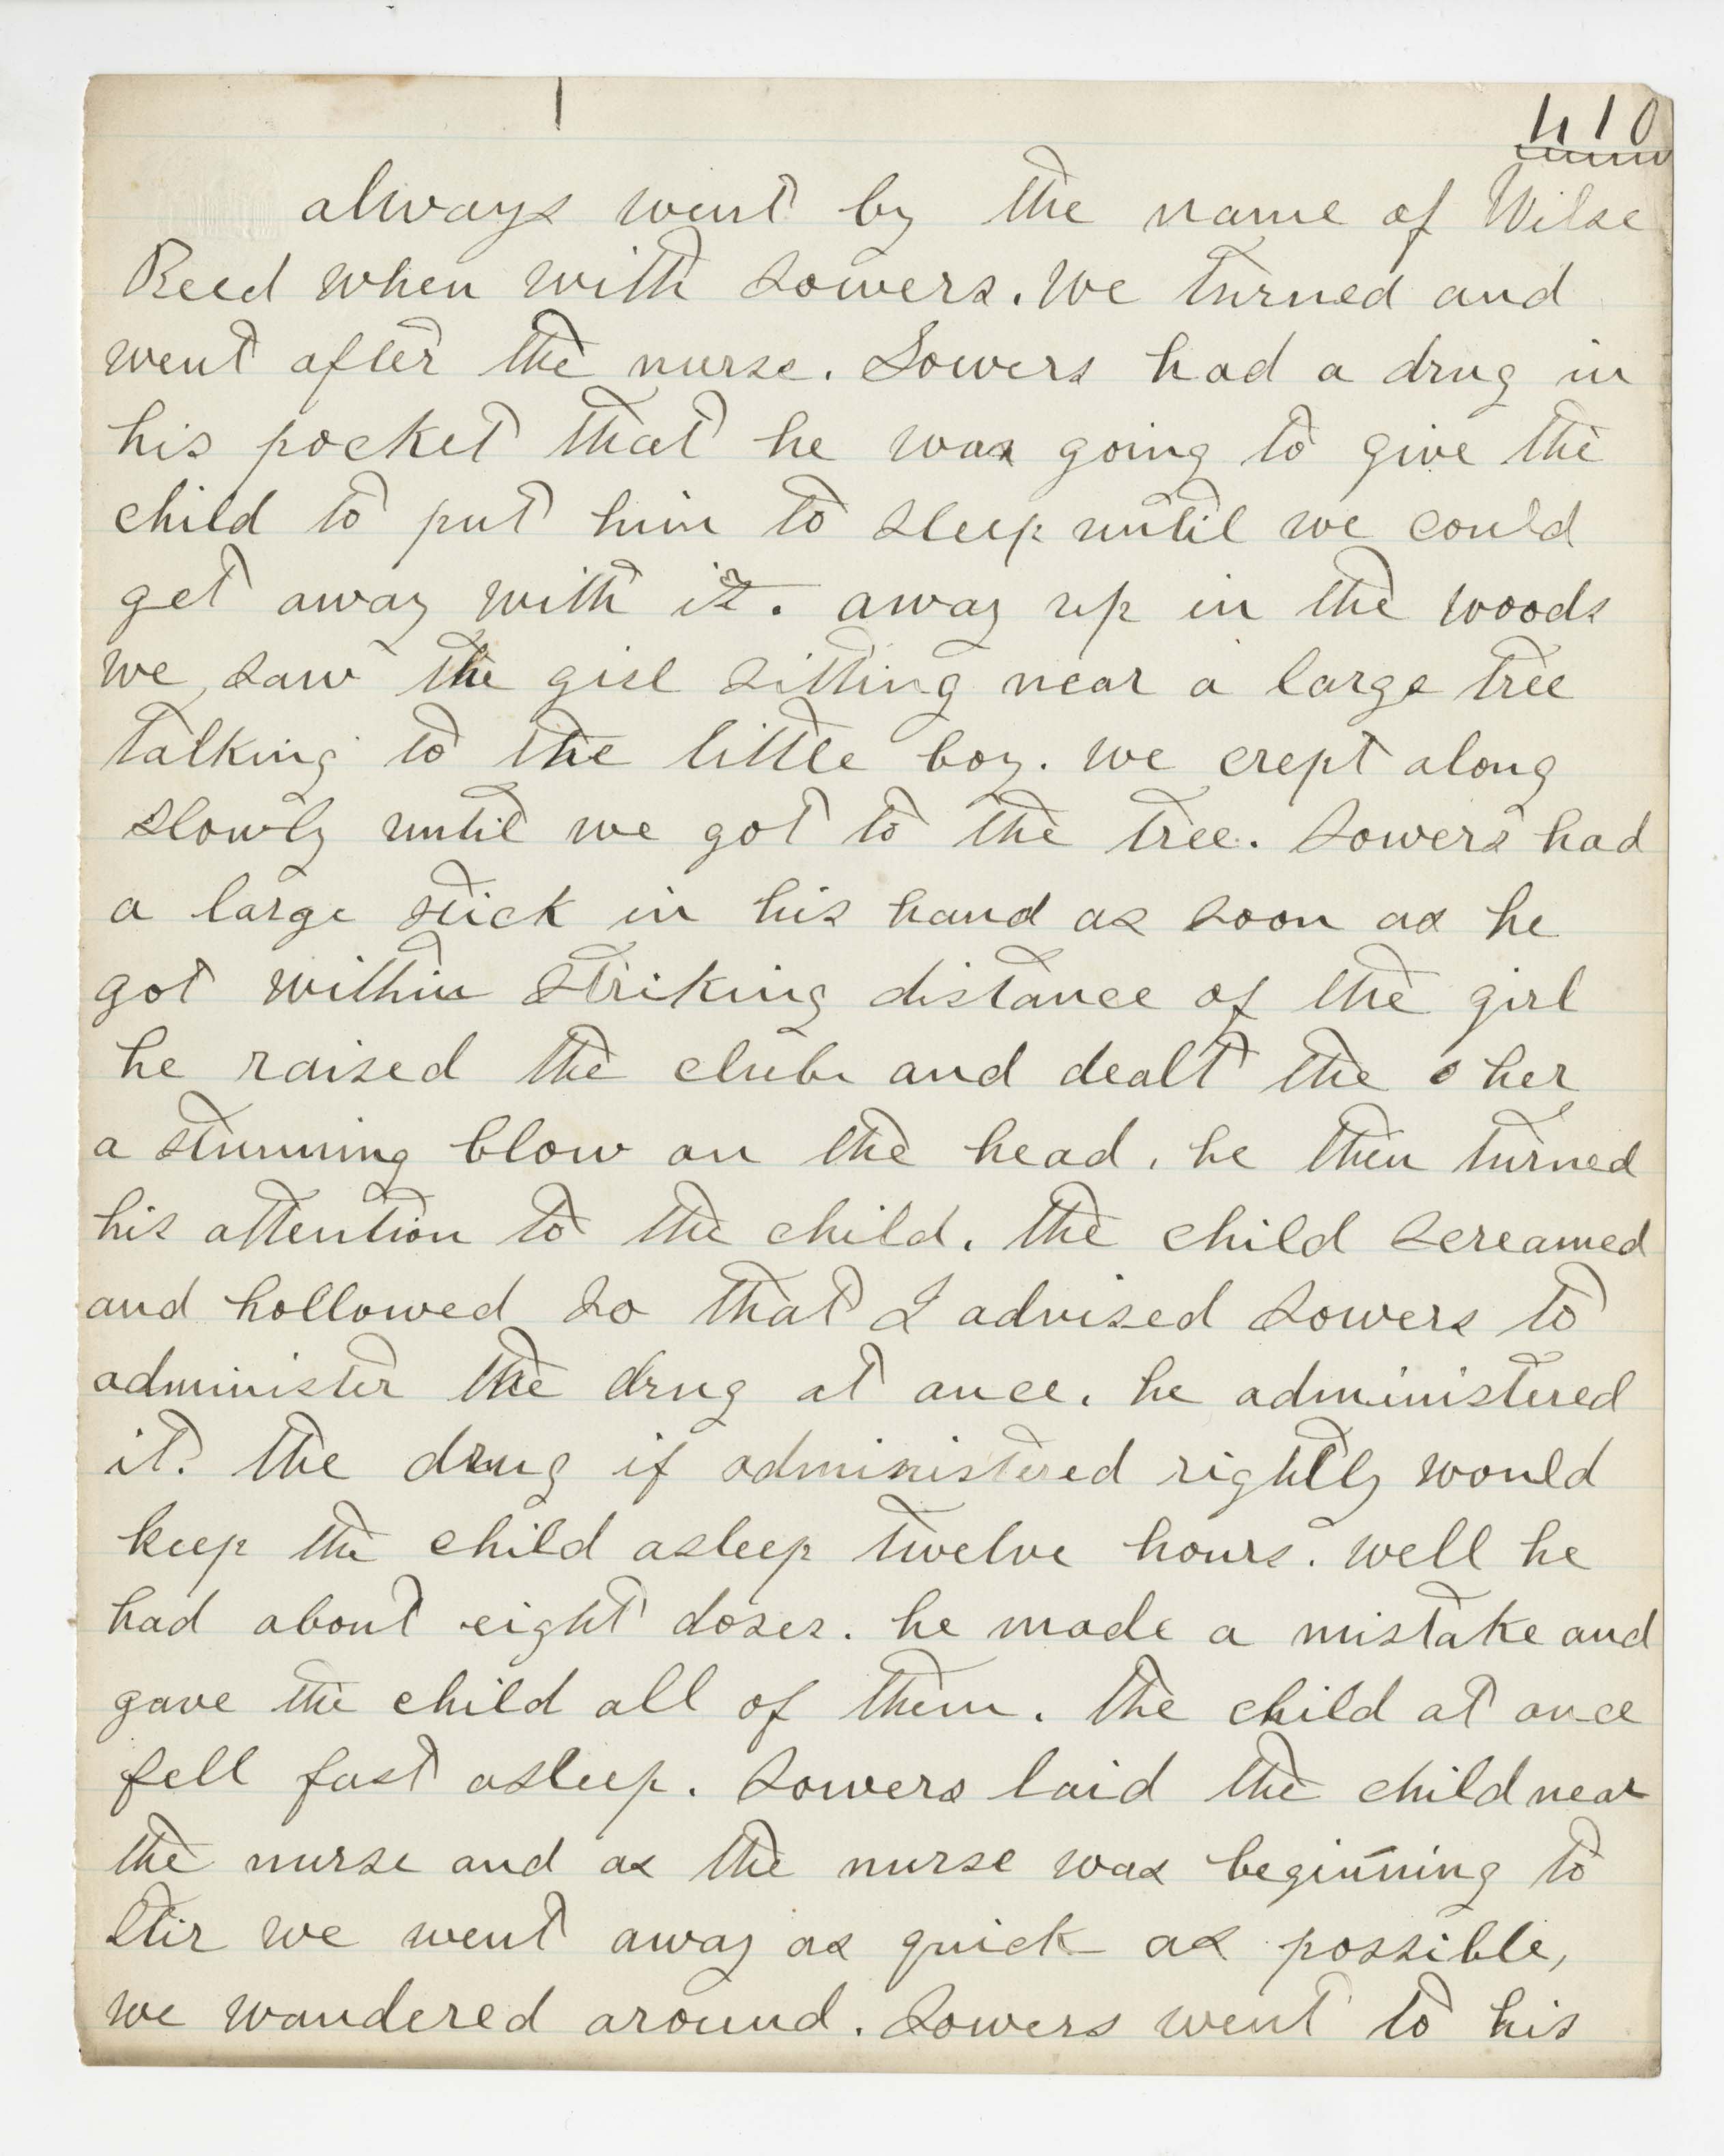 410
always went by the name of Wilse
Reed when with Sowers. We turned and
went after the nurse. Sowers had a drug in
his pocket that he was going to give the
child to put him to sleep until we could
get away with it. away up in the woods
we saw the girl sitting near a large tree
talking to the little boy. we crept along
slowly until we got to the tree. Sowers had
a large stick in his hand as soon as he
got within striking distance of the girl
he raised the club and dealt the her
a stunning blow on the head. he then turned
his attention to the child. the child screamed
and hollowed so that I advised Sowers to
administer the drug at once. he administered
it. the drug if administered rightly would
keep the child asleep twelve hours. well he
had about eight doses. he made a mistake and
gave the child all of them. the child at once
fell fast asleep. Sowers laid the child near
the nurse and as the nurse was beginning to
stir we went away as quick as possible,
we wandered around. Sowers went to his